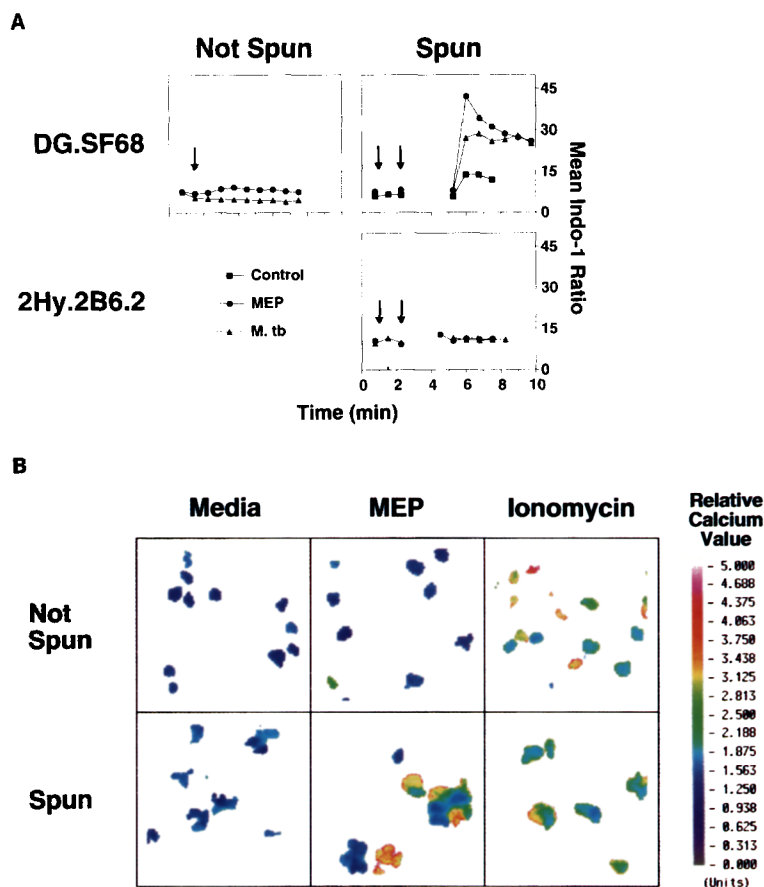 A
Not Spun
Spun
DG.SF68
45
30
15
0
Mean Indo-1 Ratio
2Hy.2B6.2
Control
MEP
M. tb
45
30
15
0
0 2 4 6 8 10
Time (min)
B
Media
MEP
Ionomycin
Relative
Calcium
Value
Not
Spun
Spun
- 5.000
- 4.688
- 4.375
- 4.063
- 3.750
- 3.438
- 3.125
- 2.813
- 2.500
- 2.188
- 1.875
- 1.563
- 1.250
- 0.938
- 0.625
- 0.313
- 0.000
(Units)